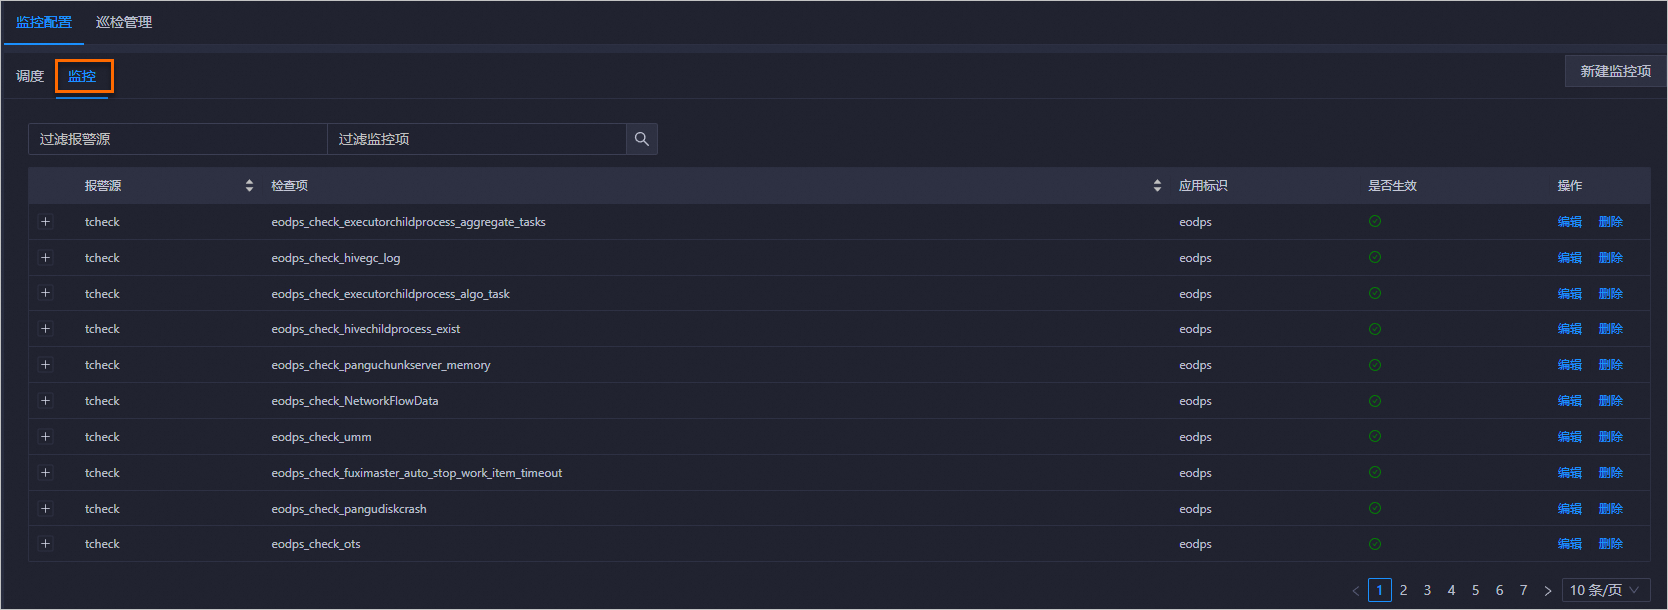 监控配置 巡检管理
调度 监控 新建监控项
过滤报警源 过滤监控项
报警源 检查项 应用标识 是否生效 操作
tcheck eodps_check_executorchildprocess_aggregate_tasks eodps 编辑 删除
tcheck eodps_check_hivegc_log eodps 编辑 删除
tcheck eodps_check_executorchildprocess_algo_task eodps 编辑 删除
tcheck eodps_check_hivechildprocess_exist eodps 编辑 删除
tcheck eodps_check_panguchunkserver_memory eodps 编辑 删除
tcheck eodps_check_NetworkFlowData eodps 编辑 删除
tcheck eodps_check_umm eodps 编辑 删除
tcheck eodps_check_fuximaster_auto_stop_work_item_timeout eodps 编辑 删除
tcheck eodps_check_pangudiskcrash eodps 编辑 删除
tcheck eodps_check_ots eodps 编辑 删除
1 2 3 4 5 6 7 10 条/页